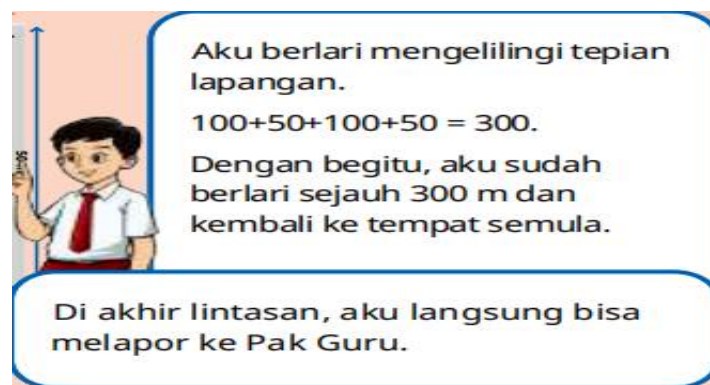 Aku berlari mengelilingi tepian
lapangan.
100+50+100+50 = 300.
Dengan begitu, aku sudah
berlari sejauh 300 m dan
kembali ke tempat semula.
Di akhir lintasan, aku langsung bisa
melapor ke Pak Guru.